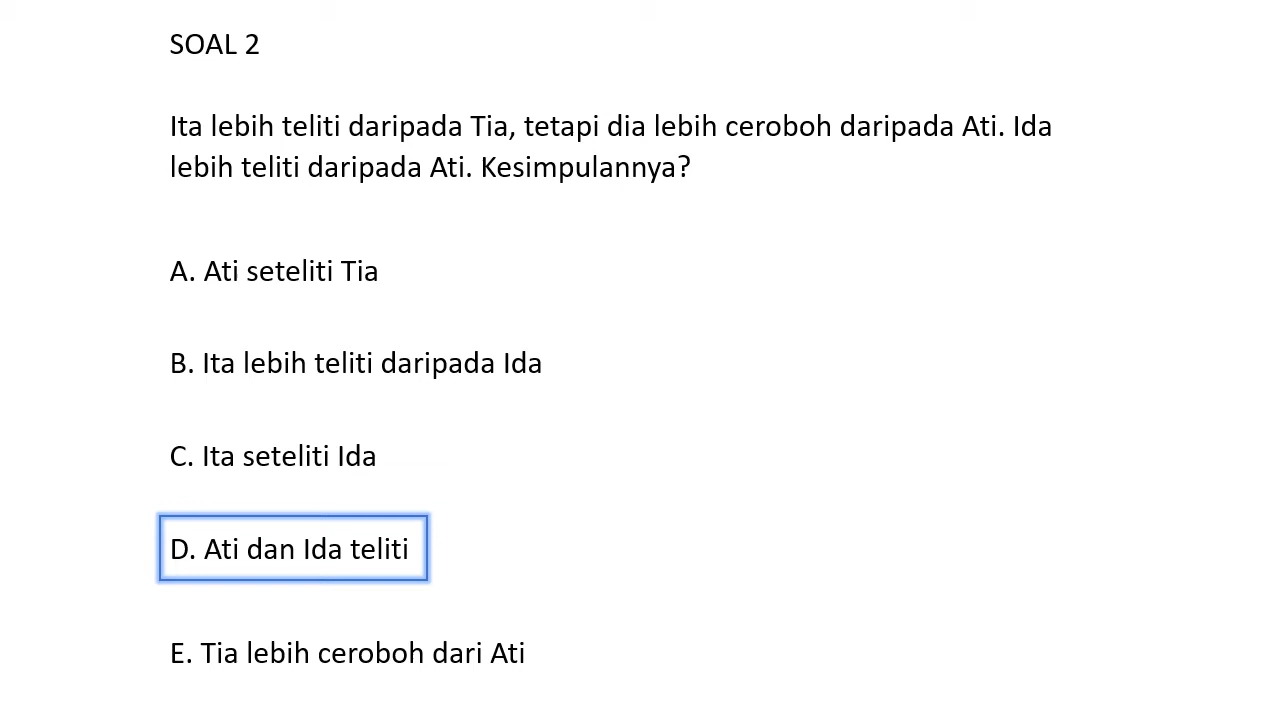 SOAL 2
Ita lebih teliti daripada Tia, tetapi dia lebih ceroboh daripada Ati. Ida
lebih teliti daripada Ati. Kesimpulannya?
A. Ati seteliti Tia
B. Ita lebih teliti daripada Ida
C. Ita seteliti Ida
D. Ati dan Ida teliti
E. Tia lebih ceroboh dari Ati